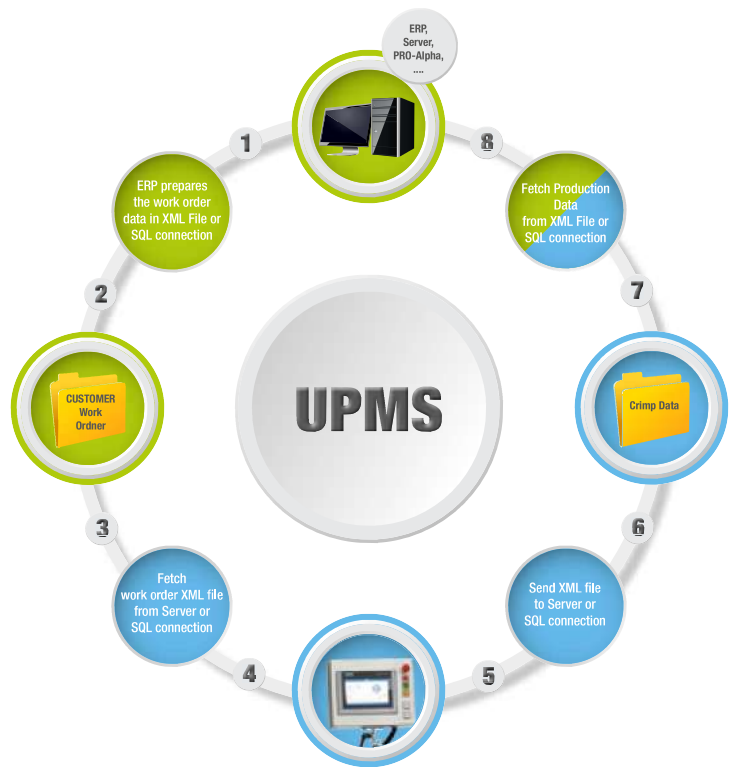 ERP,
Server,
PRO-Alpha,
....
1
8
ERP prepares
the work order
data in XML File or
SQL connection
Fetch Production
Data
from XML File or
SQL connection
2
7
CUSTOMER
Work
Ordner
UPMS
Crimp Data
3
6
Fetch
work order XML file
from Server or
SQL connection
Send XML file
to Server or
SQL connection
4
5